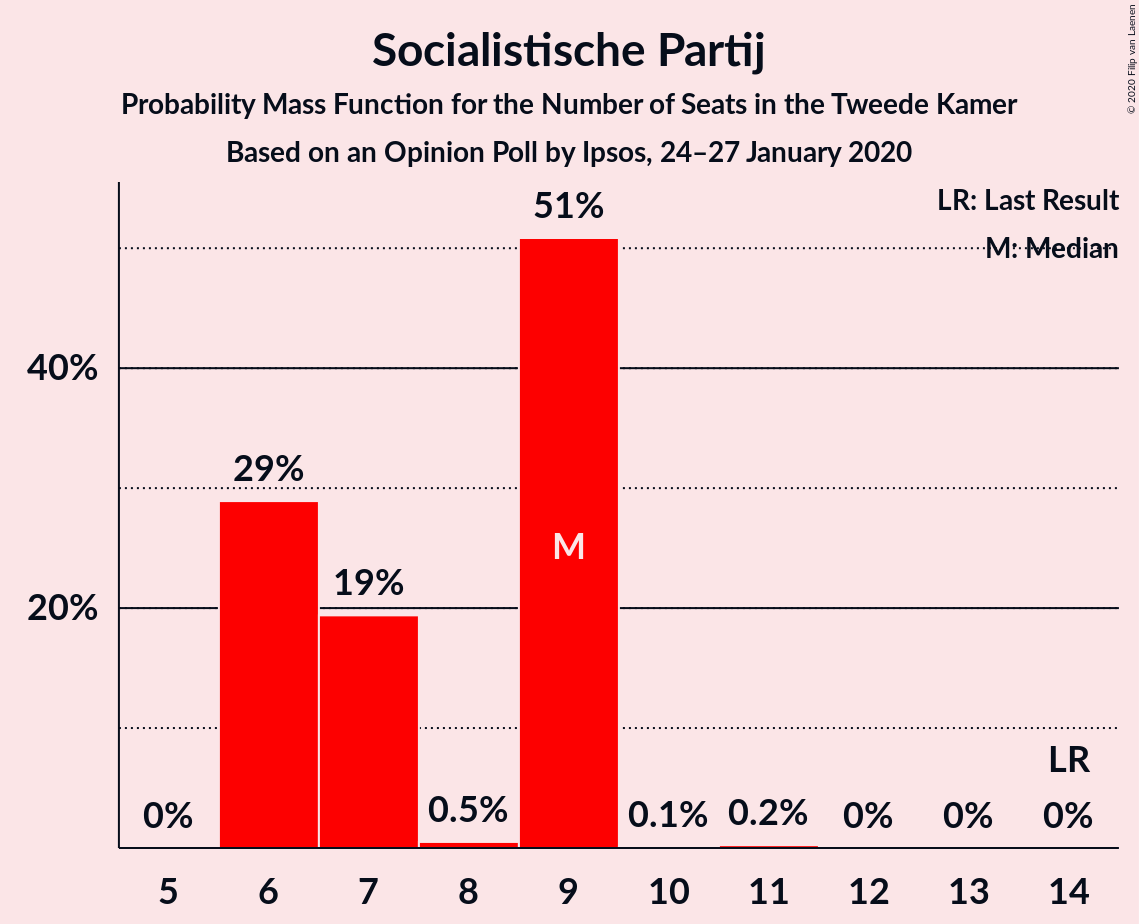 Socialistische Partij
Probability Mass Function for the Number of Seats in the Tweede Kamer
Based on an Opinion Poll by Ipsos, 24–27 January 2020
© 2020 Filip van Laenen
LR: Last Result
M: Median
51%
40%
29%
M
19%
20%
LR
0%
0.5%
0.1%
0.2%
0%
0%
0%
5 6 7 8 9 10 11 12 13 14